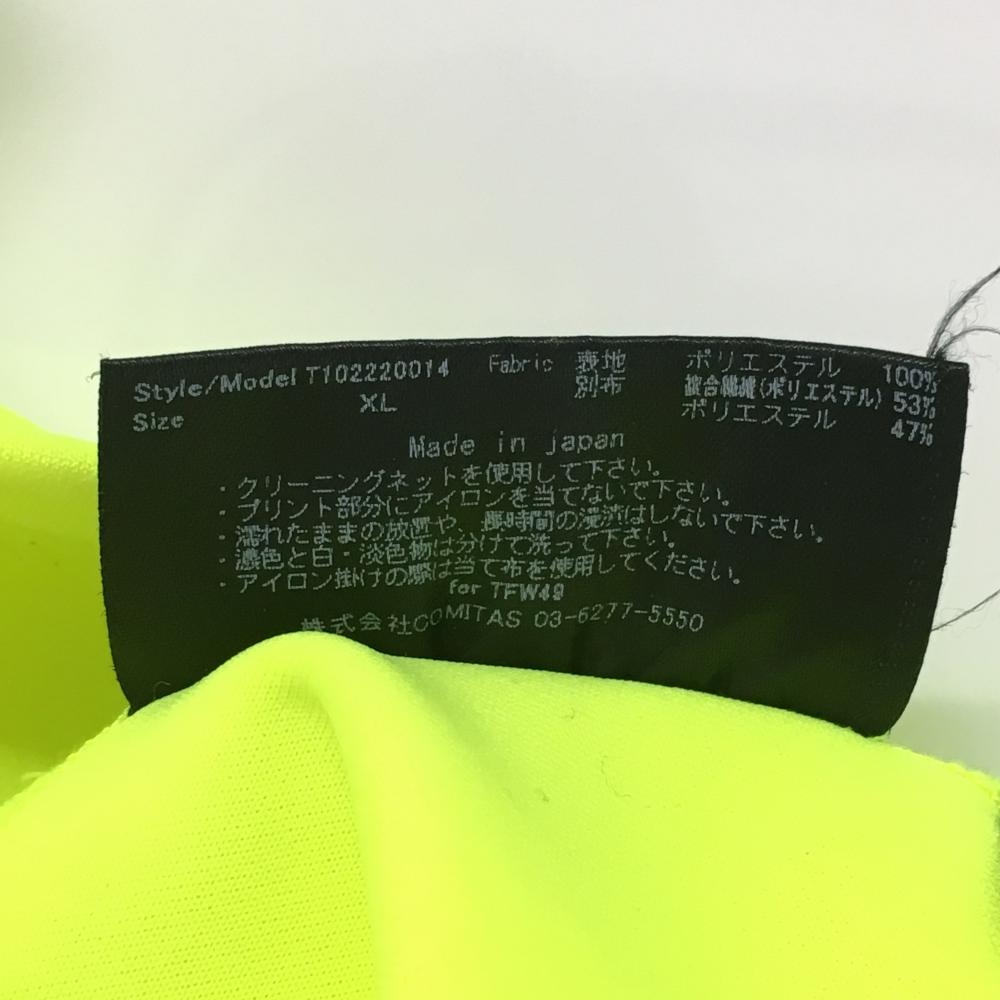 Style/Model T102220014 Fabric 表地 ポリエステル 100%
Size XL 別布 複合繊維(ポリエステル) 53%
ポリエステル 47%
Made in japan
・クリーニングネットを使用して下さい。
・プリント部分にアイロンを当てないで下さい。
・濡れたままの放置や、長時間の浸漬はしないで下さい。
・濃色と白・淡色物は分けて洗って下さい。
・アイロン掛けの際は当て布を使用してください。
for TFW49
株式会社COMITAS 03-6277-5550